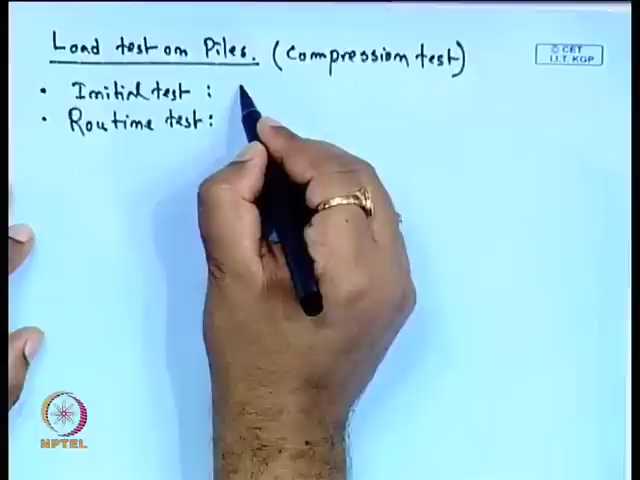 Load test on Piles. (Compression test)
© CET
I.I.T. KGP
• Initial test :
• Routine test :
NPTEL